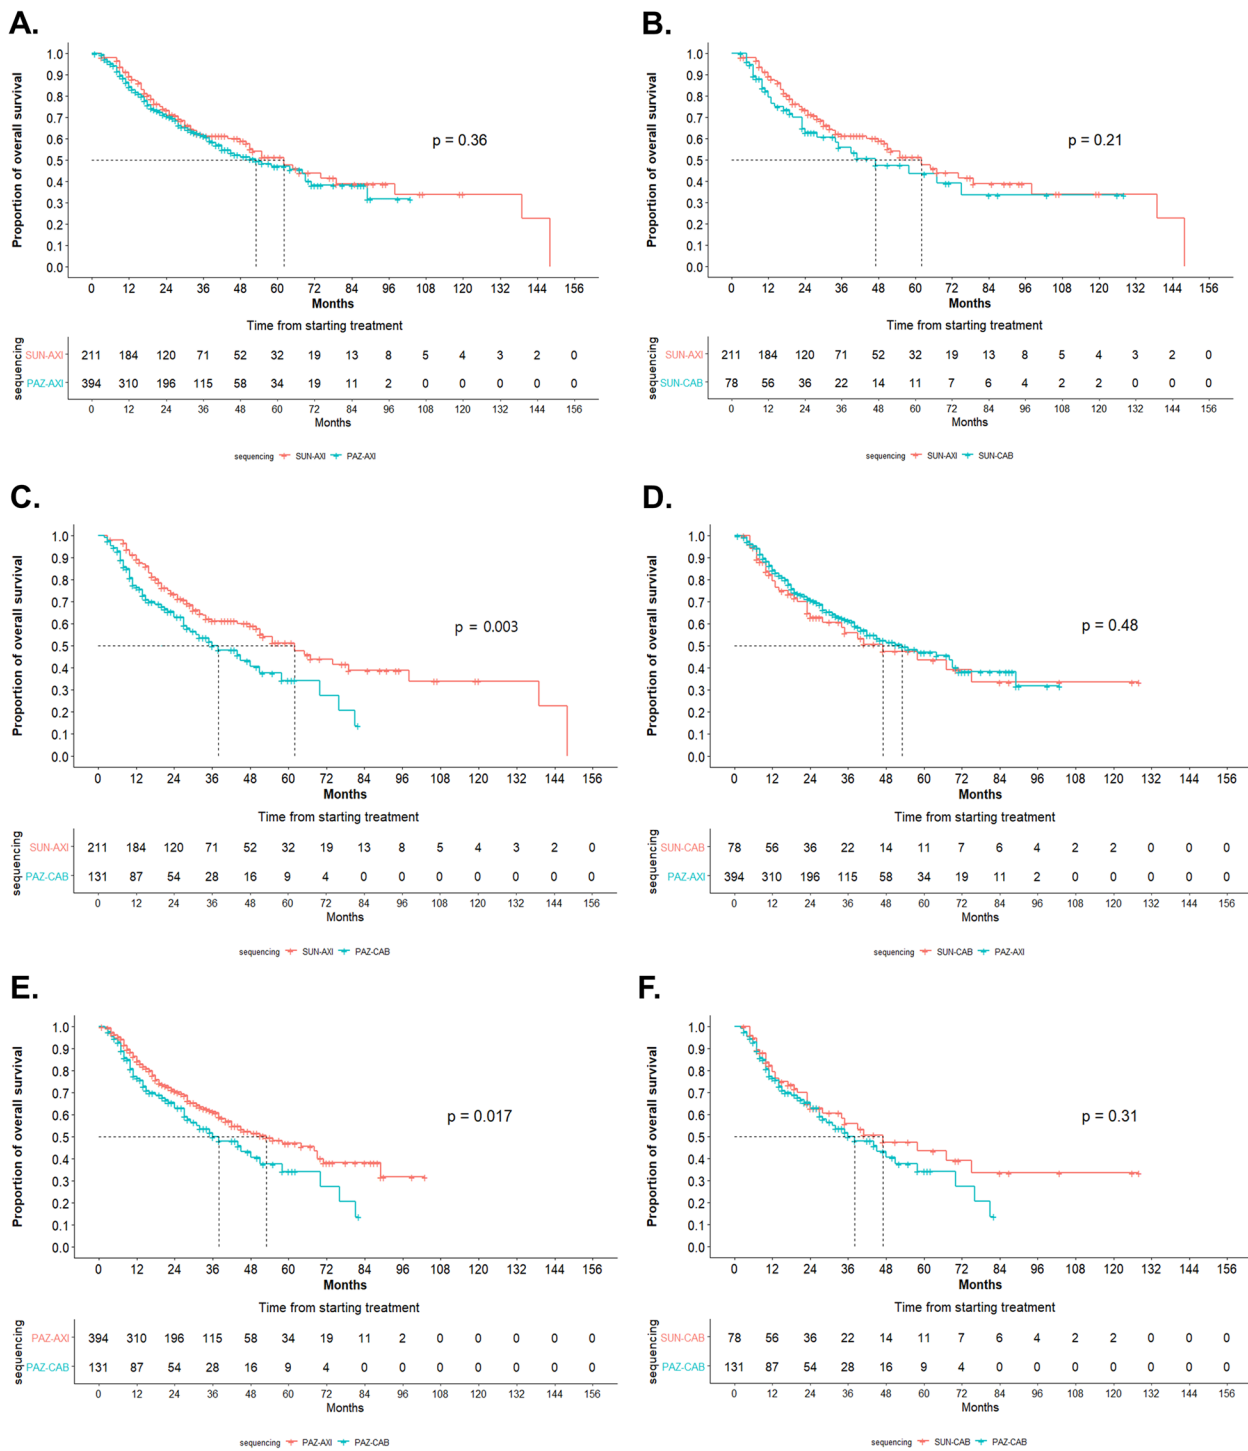 A.
Proportion of overall survival
1.0
0.9
0.8
0.7
0.6
0.5
0.4
0.3
0.2
0.1
0.0
p = 0.36
0 12 24 36 48 60 72 84 96 108 120 132 144 156
Months
Time from starting treatment
sequencing
SUN-AXI 211 184 120 71 52 32 19 13 8 5 4 3 2 0
PAZ-AXI 394 310 196 115 58 34 19 11 2 0 0 0 0 0
0 12 24 36 48 60 72 84 96 108 120 132 144 156
Months
sequencing SUN-AXI PAZ-AXI
B.
Proportion of overall survival
1.0
0.9
0.8
0.7
0.6
0.5
0.4
0.3
0.2
0.1
0.0
p = 0.21
0 12 24 36 48 60 72 84 96 108 120 132 144 156
Months
Time from starting treatment
sequencing
SUN-AXI 211 184 120 71 52 32 19 13 8 5 4 3 2 0
SUN-CAB 78 56 36 22 14 11 7 6 4 2 2 0 0 0
0 12 24 36 48 60 72 84 96 108 120 132 144 156
Months
sequencing SUN-AXI SUN-CAB
C.
Proportion of overall survival
1.0
0.9
0.8
0.7
0.6
0.5
0.4
0.3
0.2
0.1
0.0
p = 0.003
0 12 24 36 48 60 72 84 96 108 120 132 144 156
Months
Time from starting treatment
sequencing
SUN-AXI 211 184 120 71 52 32 19 13 8 5 4 3 2 0
PAZ-CAB 131 87 54 28 16 9 4 0 0 0 0 0 0 0
0 12 24 36 48 60 72 84 96 108 120 132 144 156
Months
sequencing SUN-AXI PAZ-CAB
D.
Proportion of overall survival
1.0
0.9
0.8
0.7
0.6
0.5
0.4
0.3
0.2
0.1
0.0
p = 0.48
0 12 24 36 48 60 72 84 96 108 120 132 144 156
Months
Time from starting treatment
sequencing
SUN-CAB 78 56 36 22 14 11 7 6 4 2 2 0 0 0
PAZ-AXI 394 310 196 115 58 34 19 11 2 0 0 0 0 0
0 12 24 36 48 60 72 84 96 108 120 132 144 156
Months
sequencing SUN-CAB PAZ-AXI
E.
Proportion of overall survival
1.0
0.9
0.8
0.7
0.6
0.5
0.4
0.3
0.2
0.1
0.0
p = 0.017
0 12 24 36 48 60 72 84 96 108 120 132 144 156
Months
Time from starting treatment
sequencing
PAZ-AXI 394 310 196 115 58 34 19 11 2 0 0 0 0 0
PAZ-CAB 131 87 54 28 16 9 4 0 0 0 0 0 0 0
0 12 24 36 48 60 72 84 96 108 120 132 144 156
Months
sequencing PAZ-AXI PAZ-CAB
F.
Proportion of overall survival
1.0
0.9
0.8
0.7
0.6
0.5
0.4
0.3
0.2
0.1
0.0
p = 0.31
0 12 24 36 48 60 72 84 96 108 120 132 144 156
Months
Time from starting treatment
sequencing
SUN-CAB 78 56 36 22 14 11 7 6 4 2 2 0 0 0
PAZ-CAB 131 87 54 28 16 9 4 0 0 0 0 0 0 0
0 12 24 36 48 60 72 84 96 108 120 132 144 156
Months
sequencing SUN-CAB PAZ-CAB